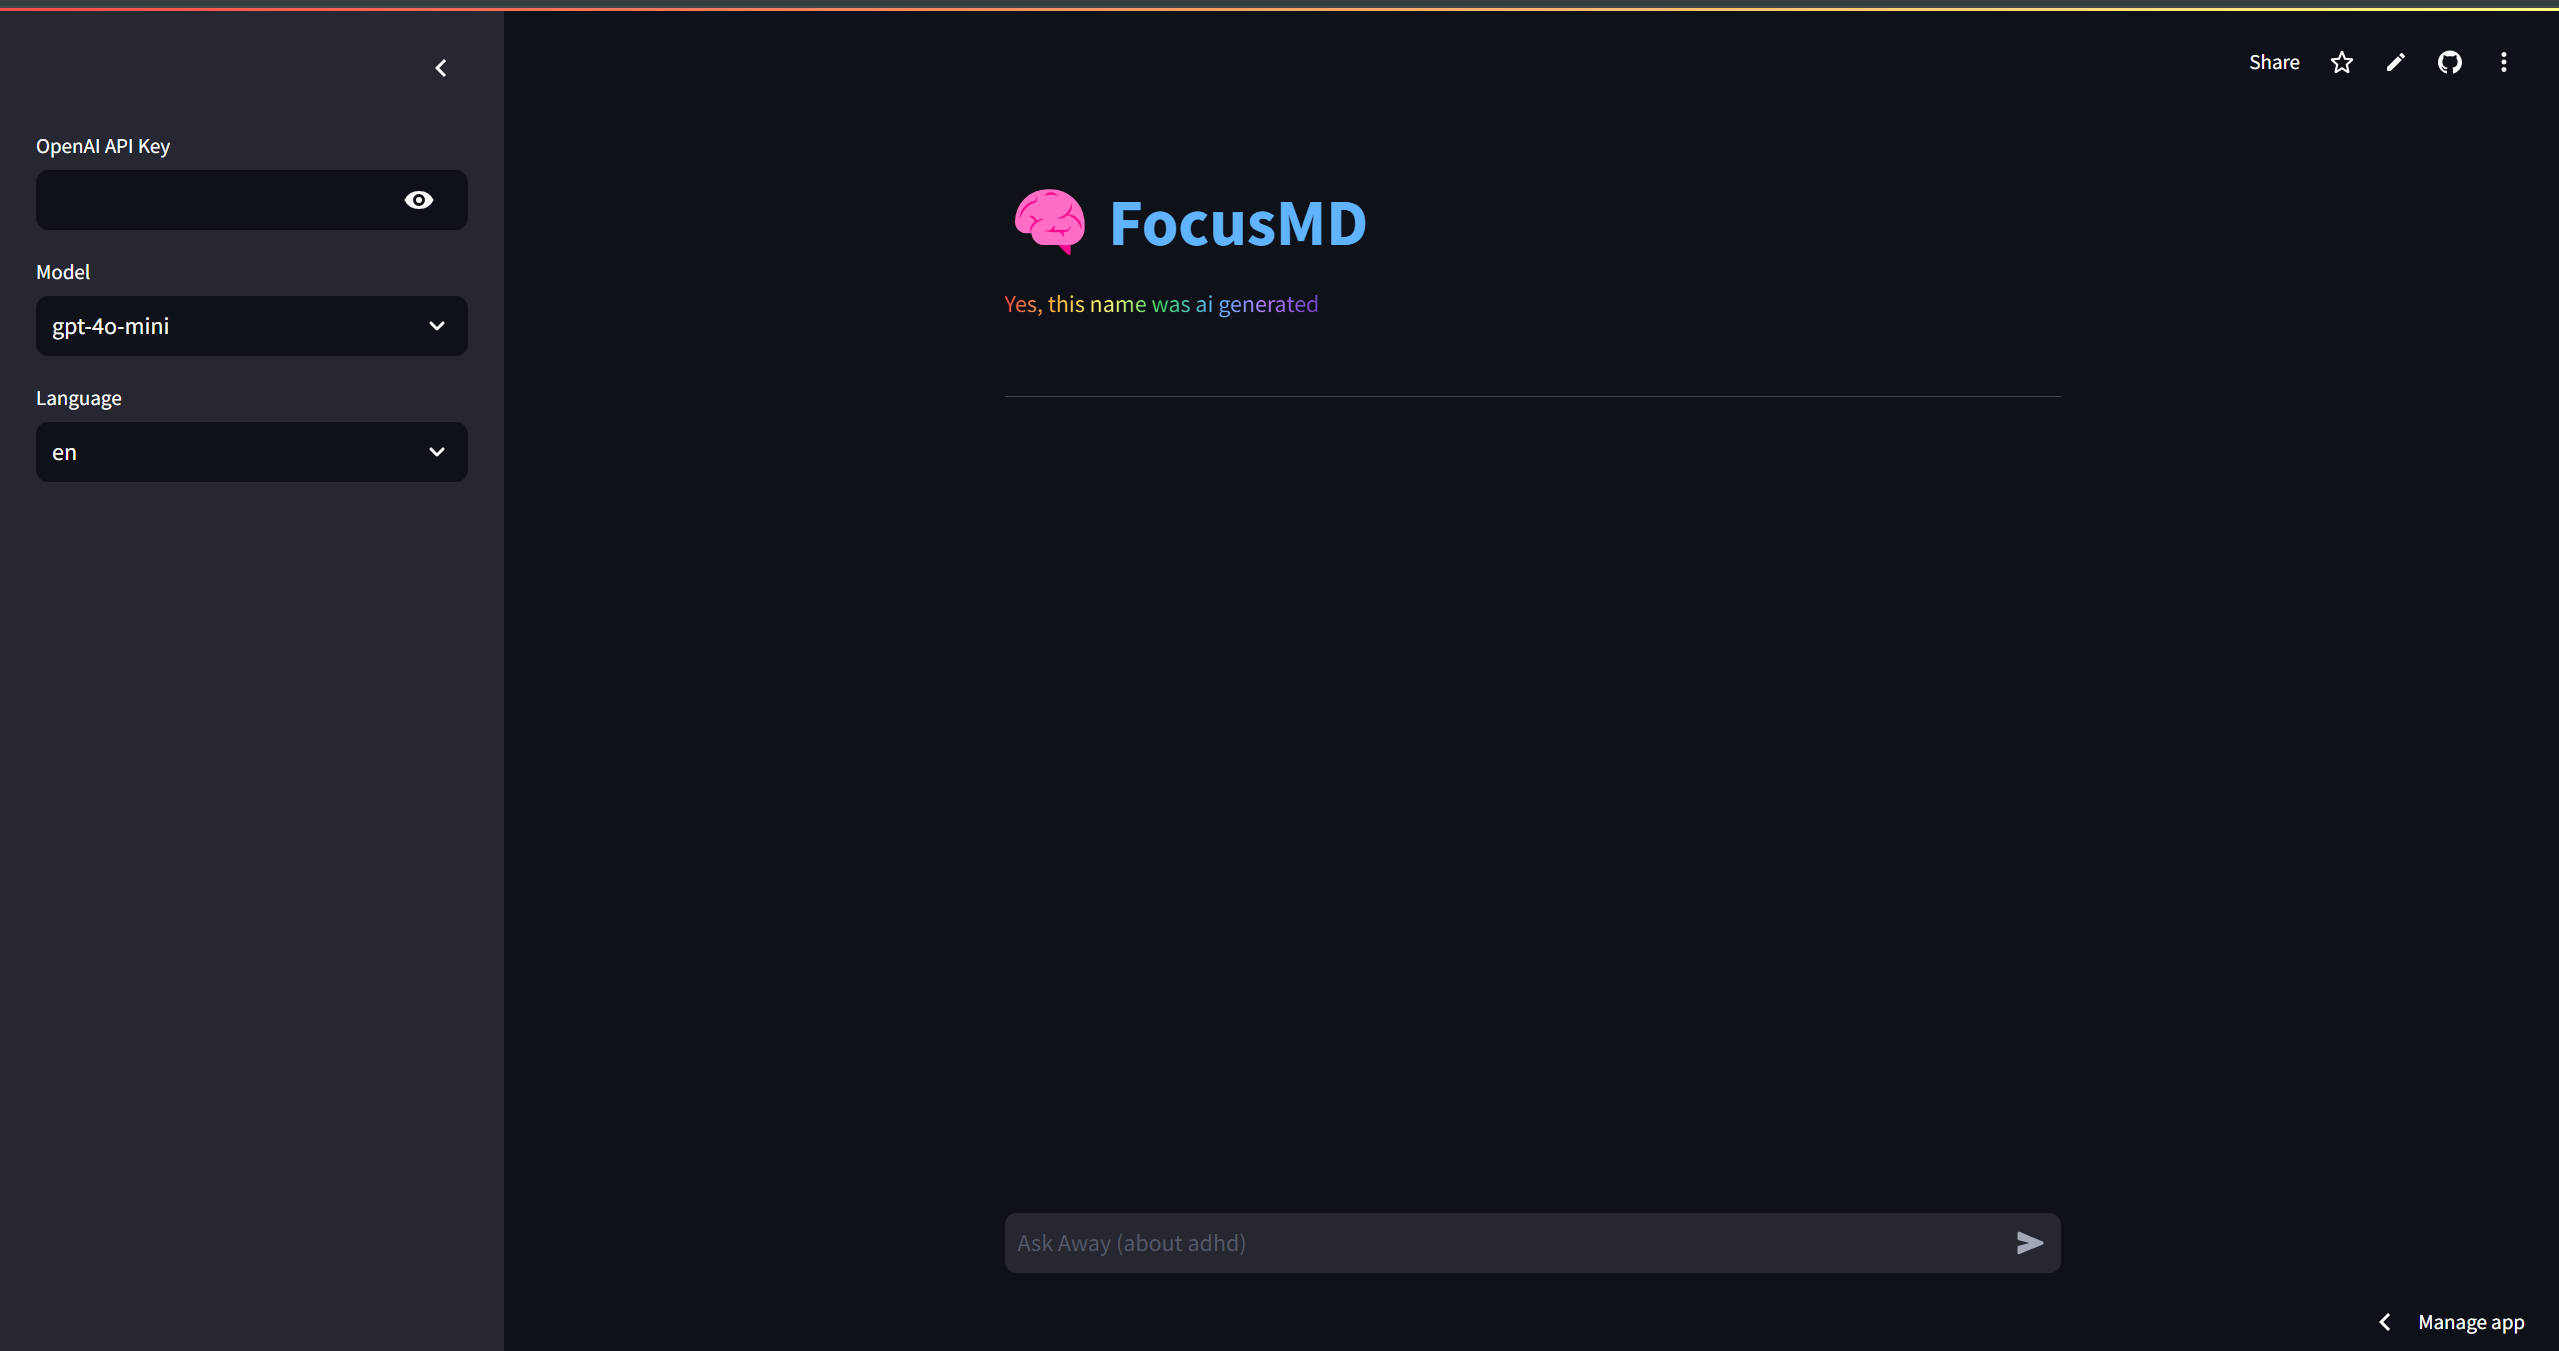 Share
OpenAI API Key
Model
gpt-4o-mini
Language
en
FocusMD
Yes, this name was ai generated
Ask Away (about adhd)
Manage app